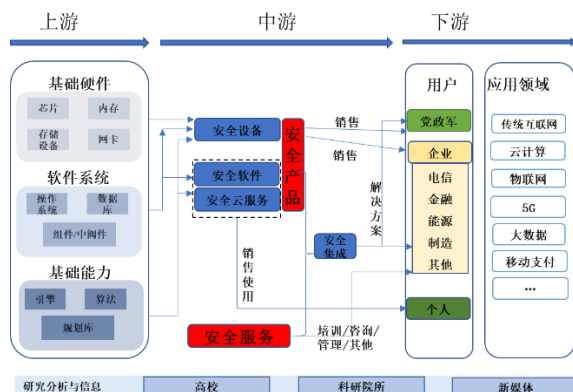 上游
中游
下游
基础硬件
芯片
内存
存储
设备
网卡
软件系统
操作
系统
数据
库
组件/中阀件
基础能力
引擎
算法
规划库
安全设备
安全软件
安全云服务
安全产品
销售
销售
销售使用
安全
集成
解决方案
安全服务
培训/咨询/
管理/其他
用户
党政军
企业
电信
金融
能源
制造
其他
个人
应用领域
传统互联网
云计算
物联网
5G
大数据
移动支付
...
研究分析与信息
高校
科研院所
新媒体